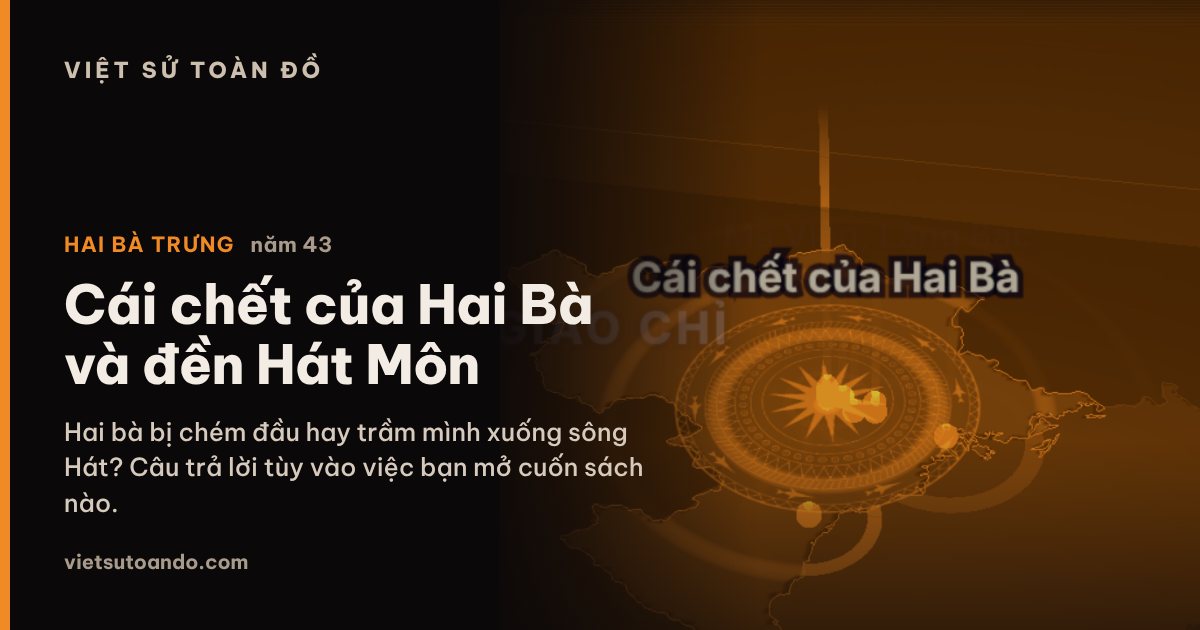 VIỆT SỬ TOÀN ĐỒ
HAI BÀ TRƯNG năm 43
Cái chết của Hai Bà
và đền Hát Môn
Hai bà bị chém đầu hay trầm mình xuống sông
Hát? Câu trả lời tùy vào việc bạn mở cuốn sách
nào.
vietsutoando.com
Cái chết của Hai Bà
GIAO CHỈ